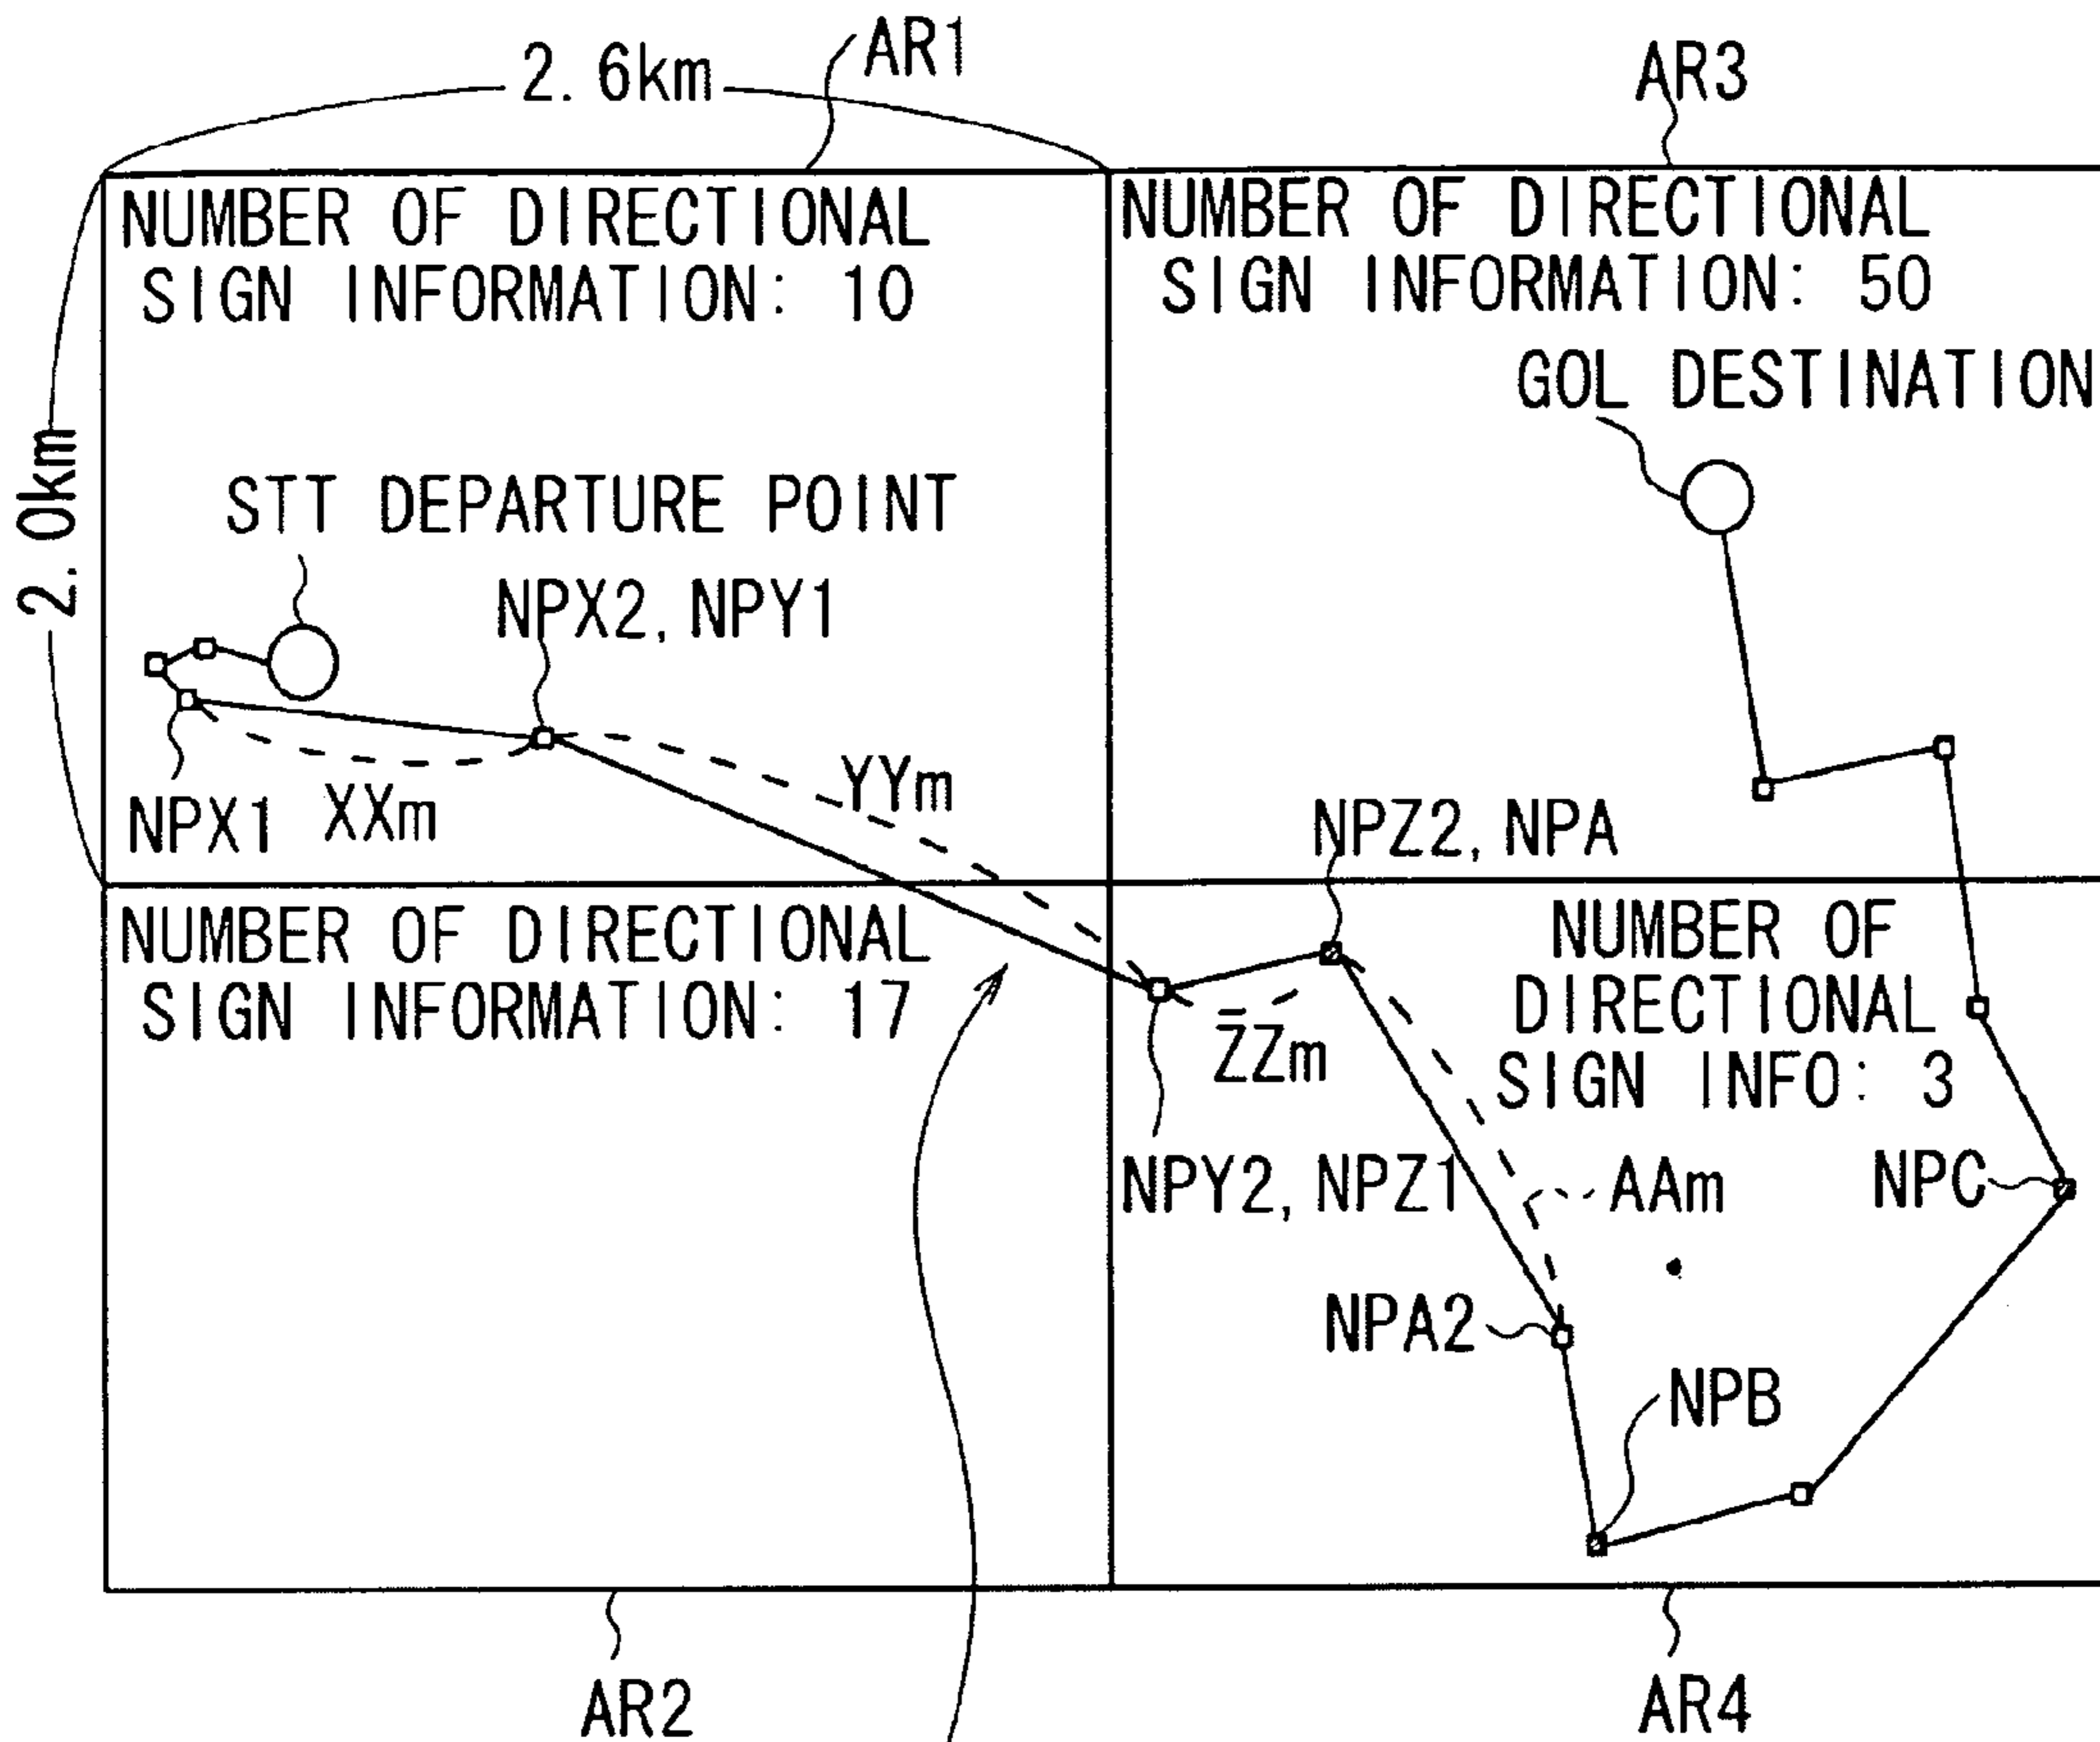 AR1
2.6km
AR3
NUMBER OF DIRECTIONAL
SIGN INFORMATION: 10
NUMBER OF DIRECTIONAL
SIGN INFORMATION: 50
GOL DESTINATION
2.0km
STT DEPARTURE POINT
NPX2, NPY1
YYm
NPX1
XXm
NPZ2, NPA
NUMBER OF DIRECTIONAL
SIGN INFORMATION: 17
NUMBER OF
DIRECTIONAL
SIGN INFO: 3
ZZm
NPY2, NPZ1
AAm
NPC
NPA2
NPB
AR2
AR4